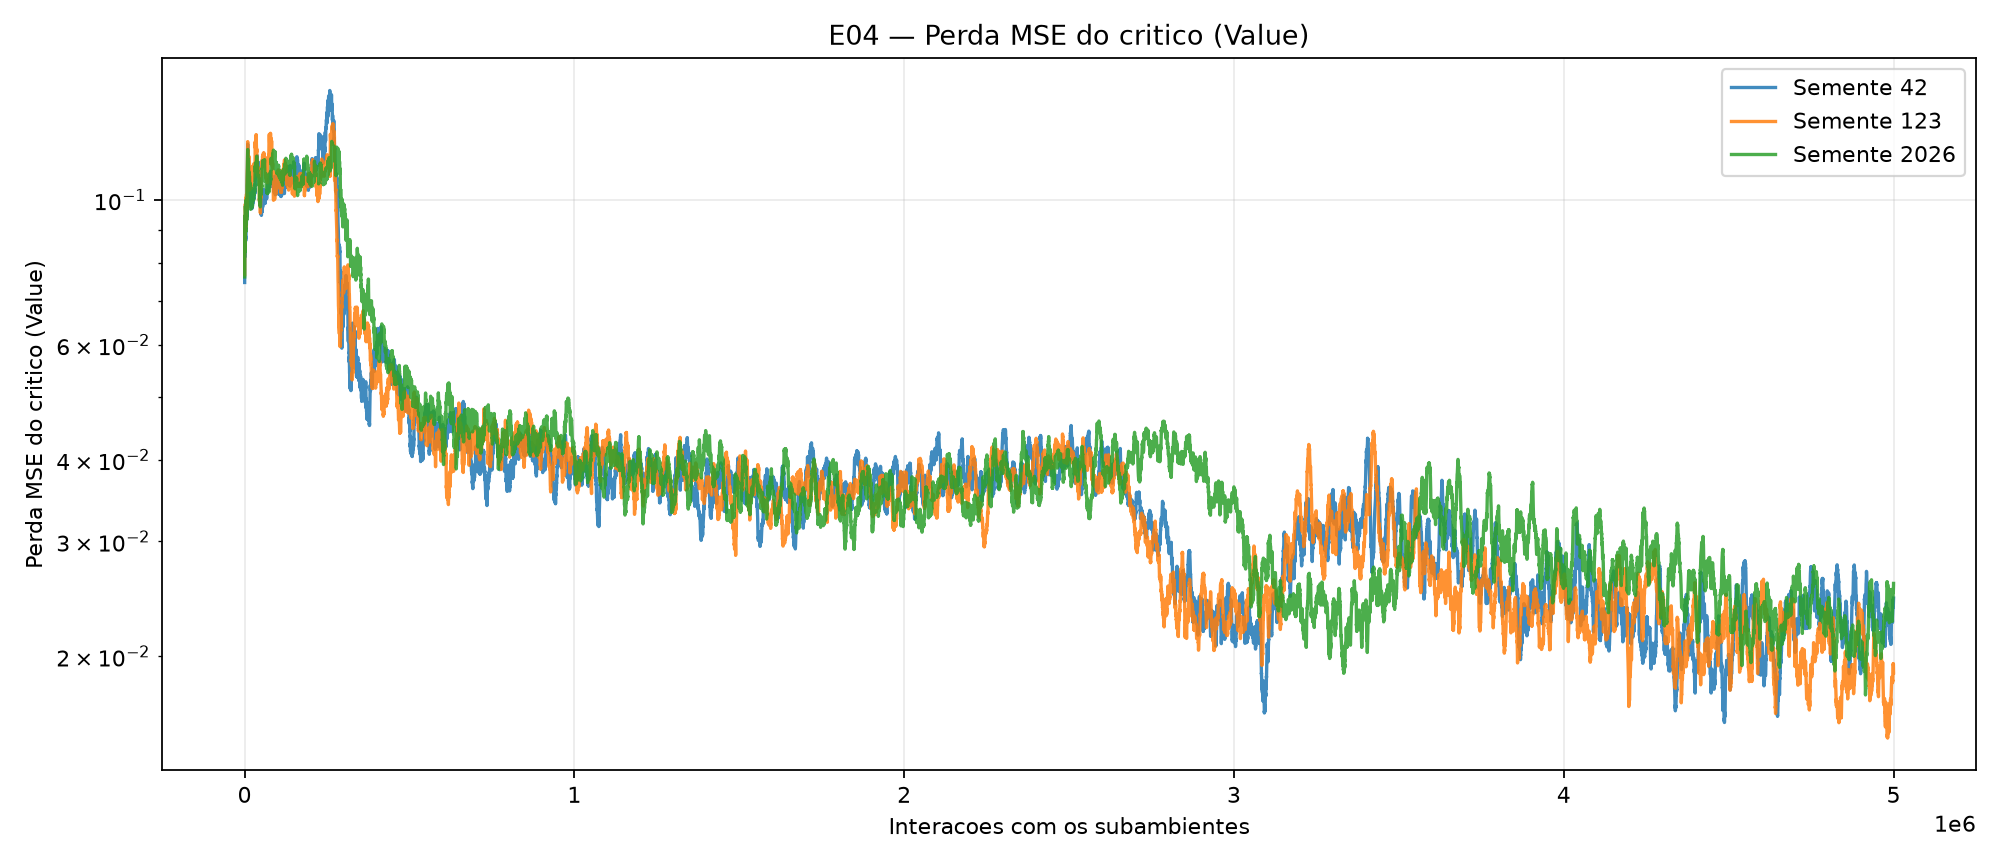 E04 — Perda MSE do critico (Value)
Semente 42
Semente 123
Semente 2026
Perda MSE do critico (Value)
10⁻¹
6 × 10⁻²
4 × 10⁻²
3 × 10⁻²
2 × 10⁻²
0 1 2 3 4 5
1e6
Interacoes com os subambientes